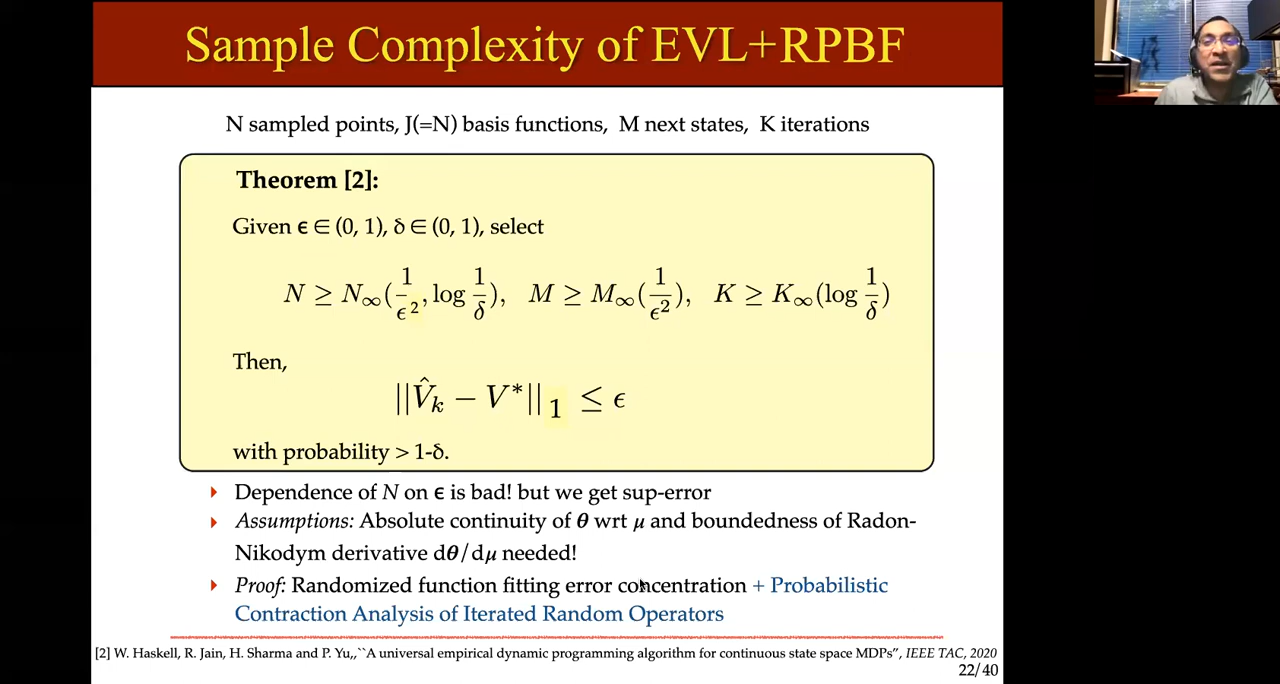 Sample Complexity of EVL+RPBF
N sampled points, J(=N) basis functions, M next states, K iterations
Theorem [2]:
Given ϵ ∈ (0, 1), δ ∈ (0, 1), select
N ≥ N∞(1/ϵ², log 1/δ), M ≥ M∞(1/ϵ²), K ≥ K∞(log 1/δ)
Then,
||V̂ₖ − V*||₁ ≤ ϵ
with probability > 1-δ.
Dependence of N on ϵ is bad! but we get sup-error
Assumptions: Absolute continuity of θ wrt μ and boundedness of Radon-
Nikodym derivative dθ/dμ needed!
Proof: Randomized function fitting error concentration + Probabilistic
Contraction Analysis of Iterated Random Operators
[2] W. Haskell, R. Jain, H. Sharma and P. Yu,,``A universal empirical dynamic programming algorithm for continuous state space MDPs", IEEE TAC, 2020
22/40